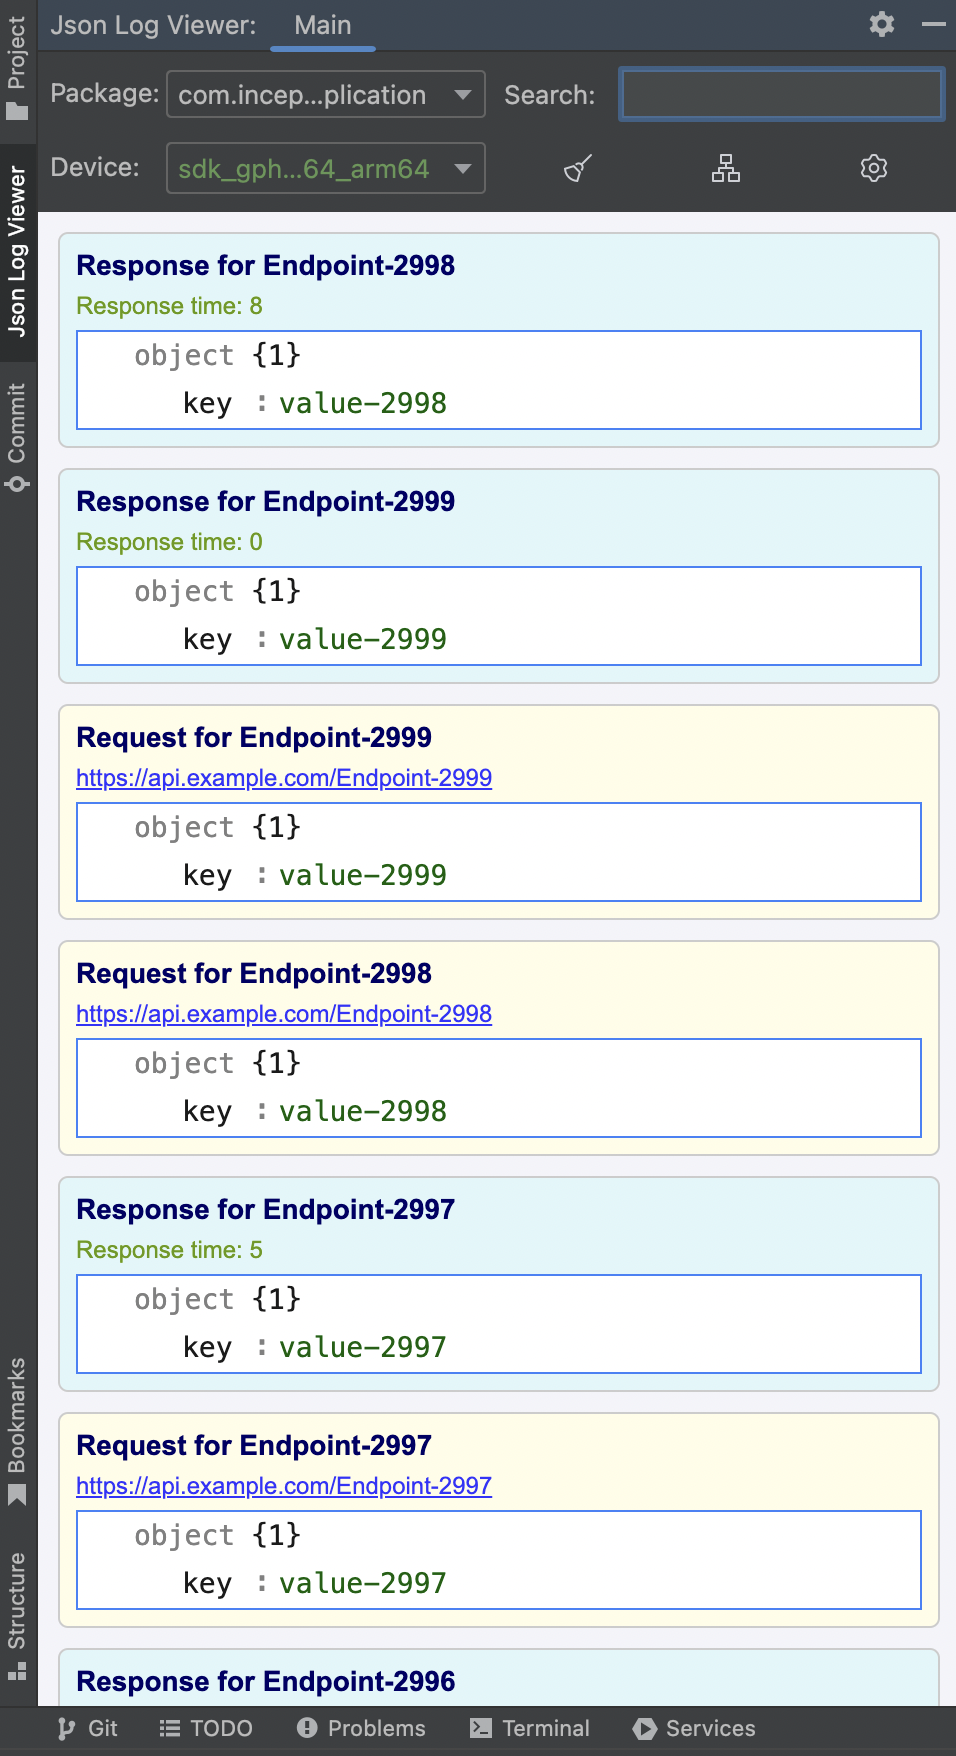 Json Log Viewer: Main
Package: com.incep...plication Search:
Device: sdk_gph...64_arm64
Project
Json Log Viewer
Commit
Bookmarks
Structure
Response for Endpoint-2998
Response time: 8
object {1}
key : value-2998
Response for Endpoint-2999
Response time: 0
object {1}
key : value-2999
Request for Endpoint-2999
https://api.example.com/Endpoint-2999
object {1}
key : value-2999
Request for Endpoint-2998
https://api.example.com/Endpoint-2998
object {1}
key : value-2998
Response for Endpoint-2997
Response time: 5
object {1}
key : value-2997
Request for Endpoint-2997
https://api.example.com/Endpoint-2997
object {1}
key : value-2997
Response for Endpoint-2996
Git TODO Problems Terminal Services